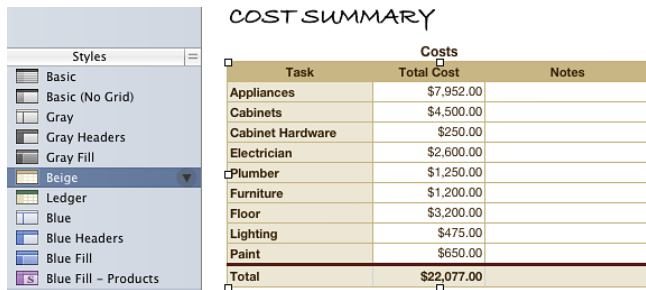 COST SUMMARY
Styles
Basic
Basic (No Grid)
Gray
Gray Headers
Gray Fill
Beige
Ledger
Blue
Blue Headers
Blue Fill
S Blue Fill - Products
Costs
Task Total Cost Notes
Appliances $7,952.00
Cabinets $4,500.00
Cabinet Hardware $250.00
Electrician $2,600.00
Plumber $1,250.00
Furniture $1,200.00
Floor $3,200.00
Lighting $475.00
Paint $650.00
Total $22,077.00